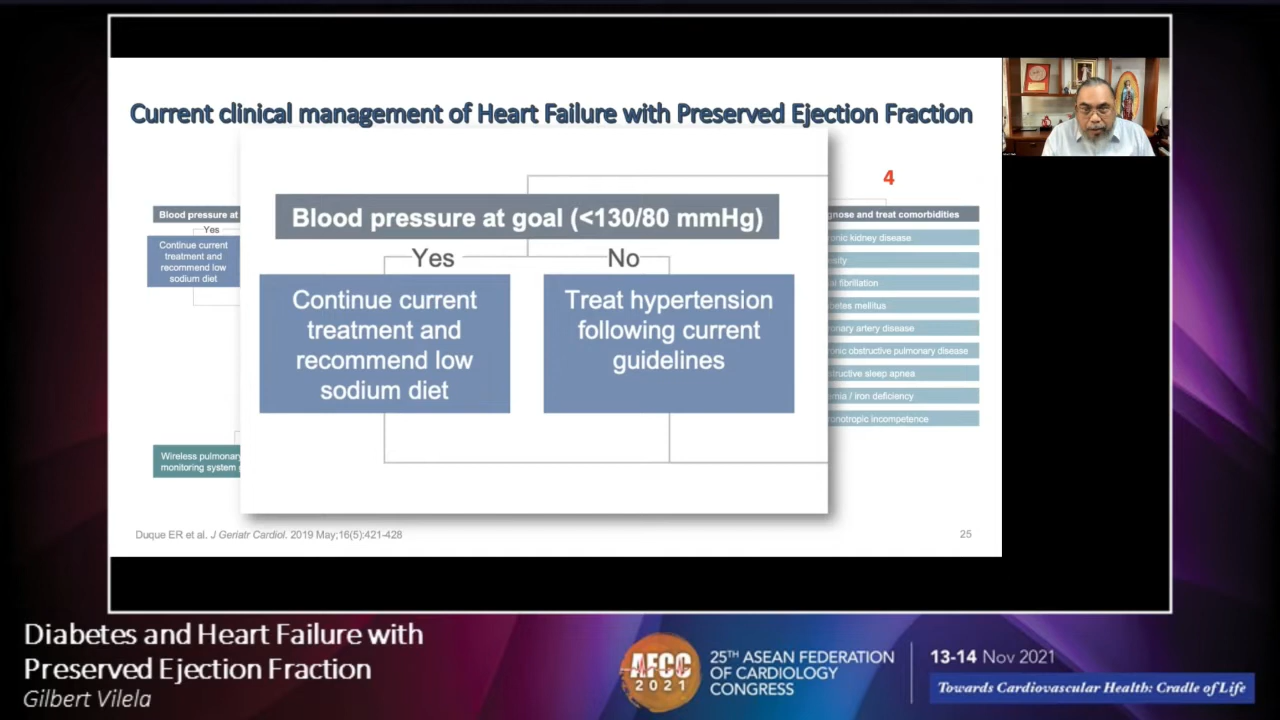 Current clinical management of Heart Failure with Preserved Ejection Fraction
4
Blood pressure at
Yes
Continue current
treatment and
recommend low
sodium diet
Wireless pulmonary
monitoring system
Blood pressure at goal (<130/80 mmHg)
Yes
No
Continue current
treatment and
recommend low
sodium diet
Treat hypertension
following current
guidelines
gnose and treat comorbidities
onic kidney disease
sity
al fibrillation
betes mellitus
onary artery disease
onic obstructive pulmonary disease
structive sleep apnea
mia / iron deficiency
onotropic incompetence
Duque ER et al. J Geriatr Cardiol. 2019 May;16(5):421-428
25
Diabetes and Heart Failure with
Preserved Ejection Fraction
Gilbert Vilela
AFCC
2021
25TH ASEAN FEDERATION
OF CARDIOLOGY
CONGRESS
13-14 Nov 2021
Towards Cardiovascular Health: Cradle of Life